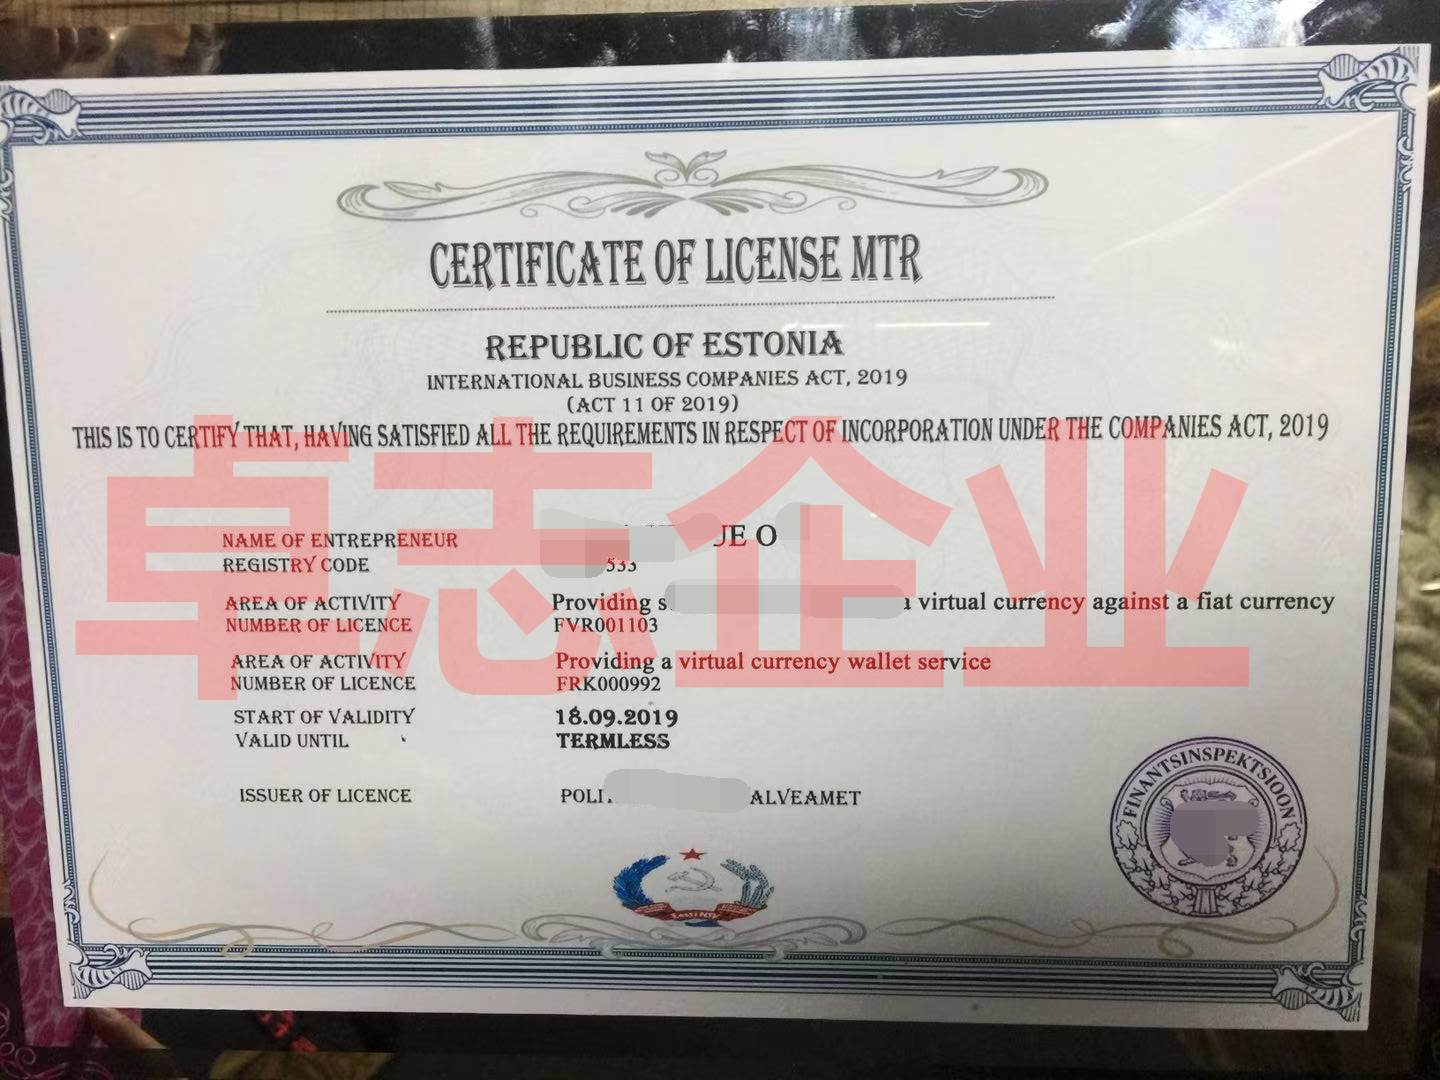 CERTIFICATE OF LICENSE MTR
REPUBLIC OF ESTONIA
INTERNATIONAL BUSINESS COMPANIES ACT, 2019
(ACT 11 OF 2019)
THIS IS TO CERTIFY THAT, HAVING SATISFIED ALL THE REQUIREMENTS IN RESPECT OF INCORPORATION UNDER THE COMPANIES ACT, 2019
卓志企业
NAME OF ENTREPRENEUR UE O
REGISTRY CODE 533
AREA OF ACTIVITY Providing a virtual currency against a fiat currency
NUMBER OF LICENCE FVR001103
AREA OF ACTIVITY Providing a virtual currency wallet service
NUMBER OF LICENCE FRK000992
START OF VALIDITY 18.09.2019
VALID UNTIL TERMLESS
ISSUER OF LICENCE POLI ALVEAMET
FINANTSINSPEKTSIOON